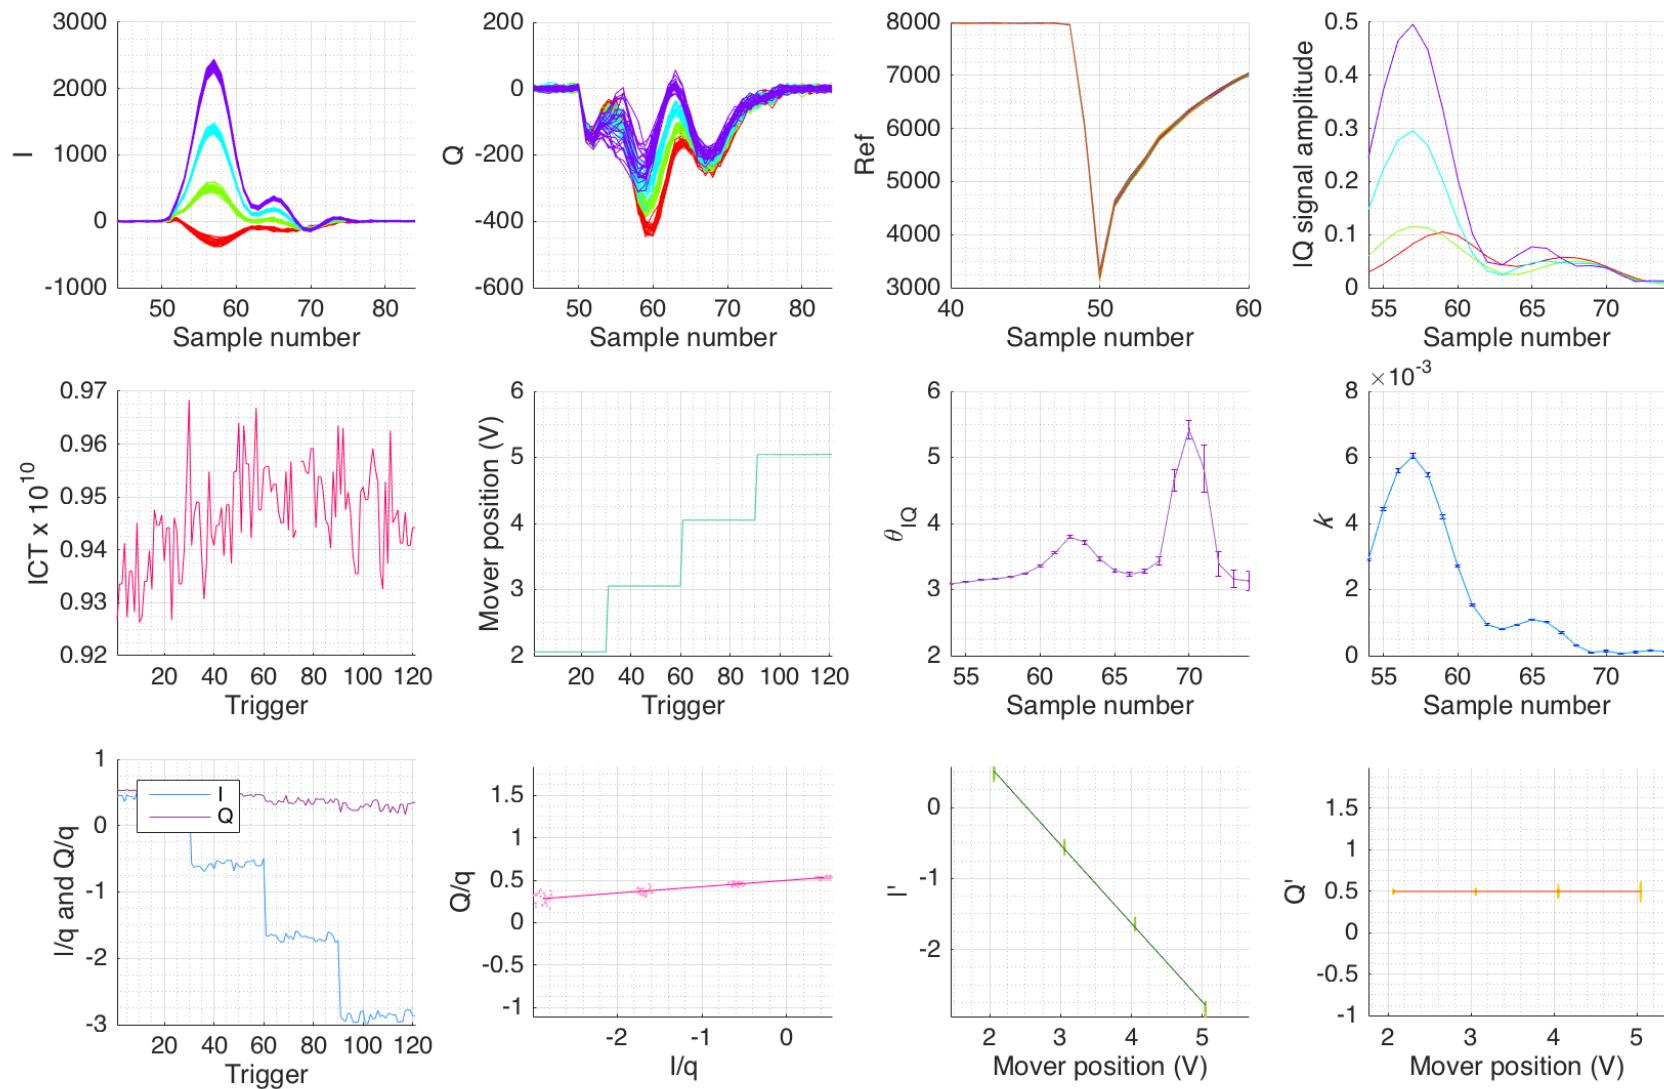 3000
2000
1000
0
-1000
I
50 60 70 80
Sample number
200
0
-200
-400
-600
Q
50 60 70 80
Sample number
8000
7000
6000
5000
4000
3000
Ref
40 50 60
Sample number
0.5
0.4
0.3
0.2
0.1
0
IQ signal amplitude
55 60 65 70
Sample number
0.97
0.96
0.95
0.94
0.93
0.92
ICT x 10^10
20 40 60 80 100 120
Trigger
6
5
4
3
2
Mover position (V)
20 40 60 80 100 120
Trigger
6
5
4
3
2
θ_IQ
55 60 65 70
Sample number
×10^-3
8
6
4
2
0
k
55 60 65 70
Sample number
1
0
-1
-2
-3
I/q and Q/q
I
Q
20 40 60 80 100 120
Trigger
1.5
1
0.5
0
-0.5
-1
Q/q
-2 -1 0
I/q
0
-1
-2
I'
2 3 4 5
Mover position (V)
1.5
1
0.5
0
-0.5
-1
Q'
2 3 4 5
Mover position (V)